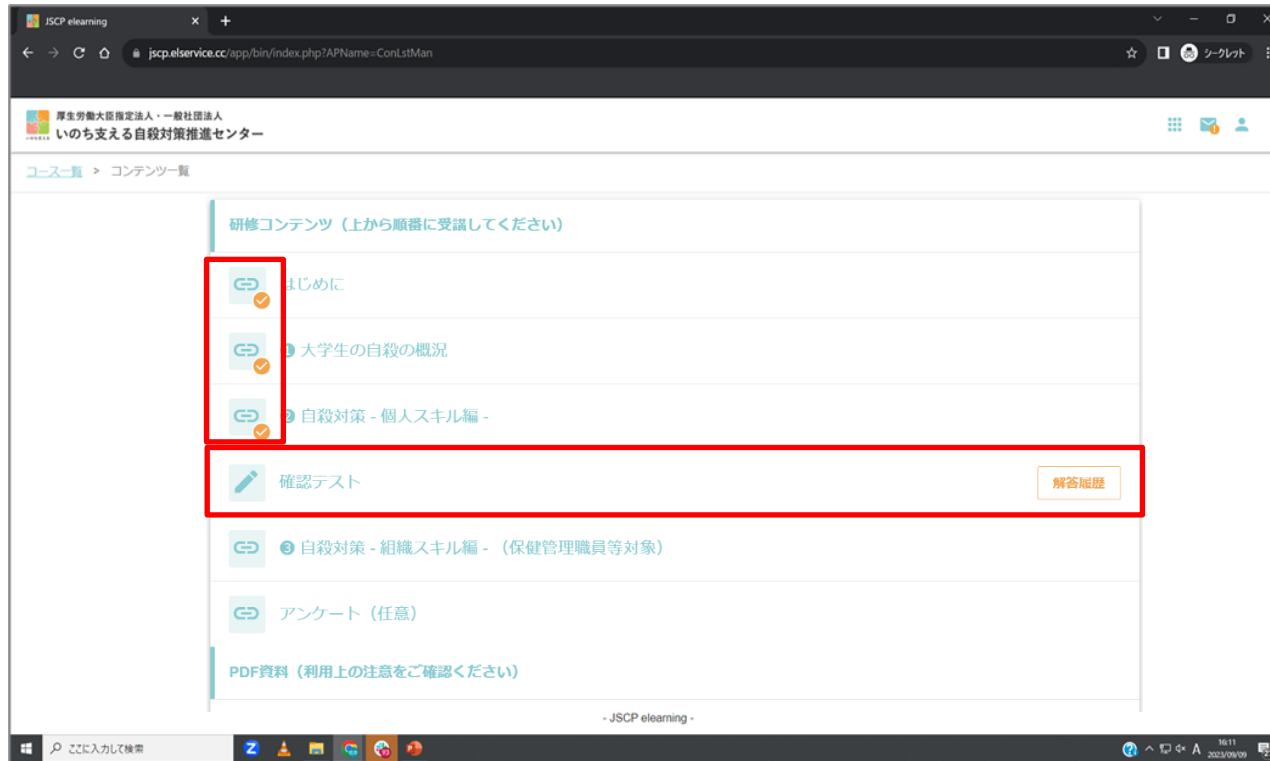 JSCP elearning
jscp.elservice.cc/app/bin/index.php?APName=ConLstMan
シークレット
厚生労働大臣指定法人・一般社団法人
いのち支える自殺対策推進センター
コース一覧 > コンテンツ一覧
研修コンテンツ（上から順番に受講してください）
はじめに
❶ 大学生の自殺の概況
❷ 自殺対策 - 個人スキル編 -
確認テスト
解答履歴
❸ 自殺対策 - 組織スキル編 - （保健管理職員等対象）
アンケート（任意）
PDF資料（利用上の注意をご確認ください）
- JSCP elearning -
ここに入力して検索
A
16:11
2023/09/09